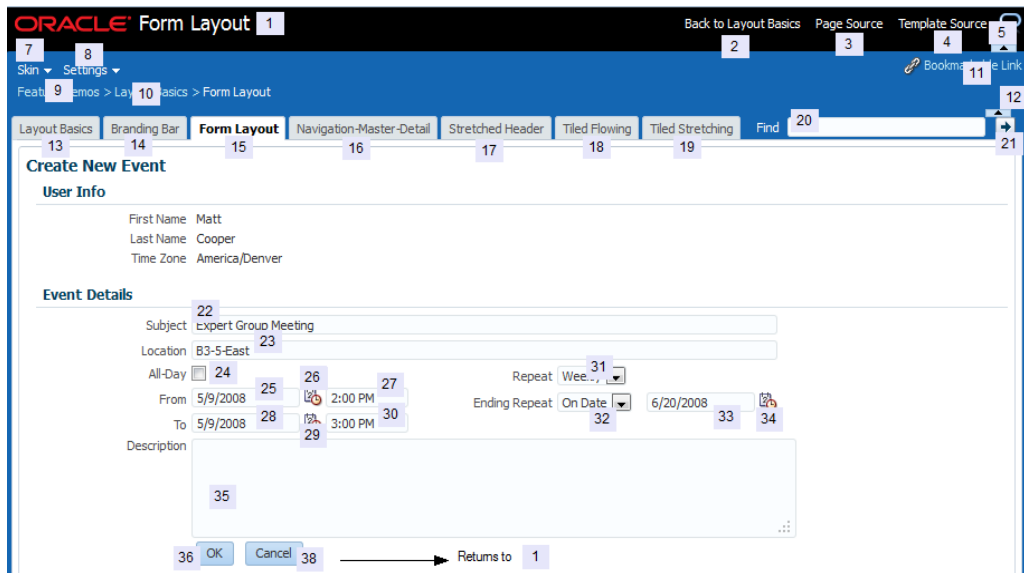 ORACLE Form Layout 1
Back to Layout Basics Page Source Template Source
2 3 4 5
7 8
Skin Settings
Bookmarkable Link
11
9 10
Featu emos > Lay Basics > Form Layout
12
Layout Basics Branding Bar Form Layout Navigation-Master-Detail Stretched Header Tiled Flowing Tiled Stretching Find 20
13 14 15 16 17 18 19 21
Create New Event
User Info
First Name Matt
Last Name Cooper
Time Zone America/Denver
Event Details
22
Subject Expert Group Meeting
23
Location B3-5-East
All-Day 24 26 27
31
Repeat Weekly
From 5/9/2008 25 2:00 PM
Ending Repeat On Date 6/20/2008
32 33 34
To 5/9/2008 28 29 3:00 PM 30
Description
35
36 OK Cancel 38 Returns to 1